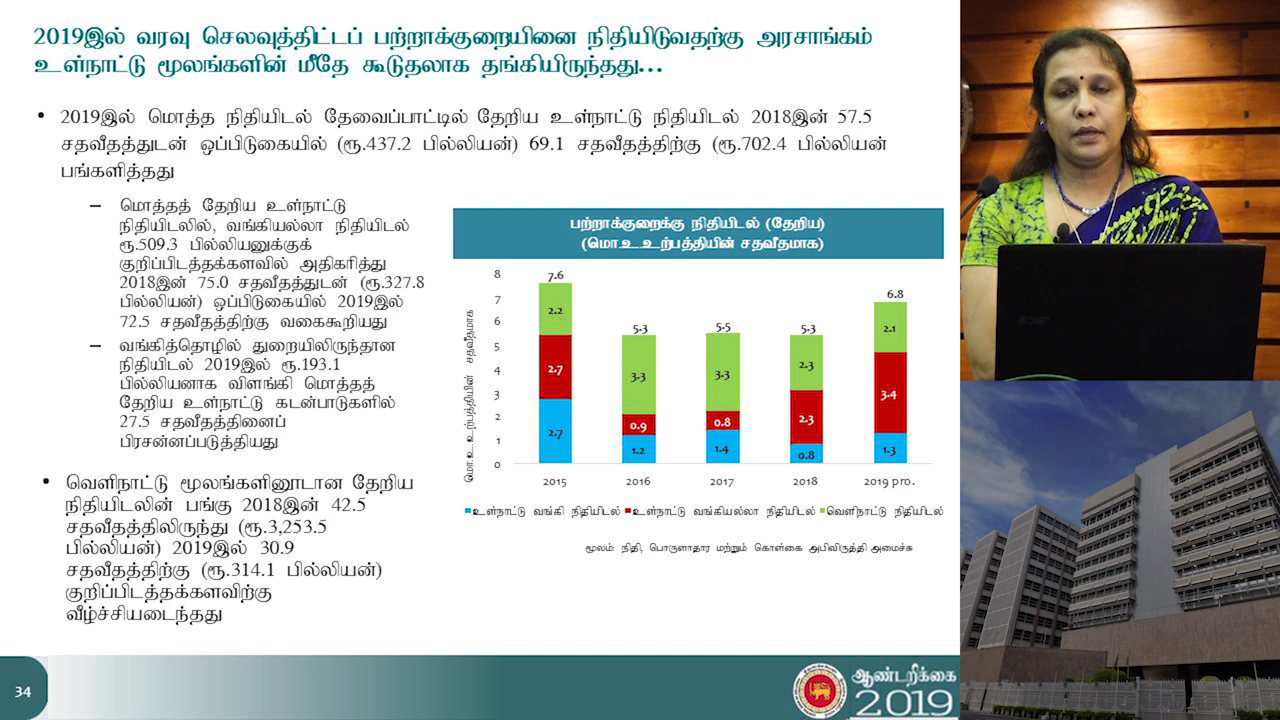 2019இல் வரவு செலவுத்திட்டப் பற்றாக்குறையினை நிதியிடுவதற்கு அரசாங்கம்
உள்நாட்டு மூலங்களின் மீதே கூடுதலாக தங்கியிருந்தது...
• 2019இல் மொத்த நிதியிடல் தேவைப்பாட்டில் தேறிய உள்நாட்டு நிதியிடல் 2018இன் 57.5
சதவீதத்துடன் ஒப்பிடுகையில் (ரூ.437.2 பில்லியன்) 69.1 சதவீதத்திற்கு (ரூ.702.4 பில்லியன்
பங்களித்தது
– மொத்தத் தேறிய உள்நாட்டு
நிதியிடலில், வங்கியல்லா நிதியிடல்
ரூ.509.3 பில்லியனுக்குக்
குறிப்பிடத்தக்களவில் அதிகரித்து
2018இன் 75.0 சதவீதத்துடன் (ரூ.327.8
பில்லியன்) ஒப்பிடுகையில் 2019இல்
72.5 சதவீதத்திற்கு வகைகூறியது
– வங்கித்தொழில் துறையிலிருந்தான
நிதியிடல் 2019இல் ரூ.193.1
பில்லியனாக விளங்கி மொத்தத்
தேறிய உள்நாட்டு கடன்பாடுகளில்
27.5 சதவீதத்தினைப்
பிரசன்னப்படுத்தியது
• வெளிநாட்டு மூலங்களினூடான தேறிய
நிதியிடலின் பங்கு 2018இன் 42.5
சதவீதத்திலிருந்து (ரூ.3,253.5
பில்லியன்) 2019இல் 30.9
சதவீதத்திற்கு (ரூ.314.1 பில்லியன்)
குறிப்பிடத்தக்களவிற்கு
வீழ்ச்சியடைந்தது
பற்றாக்குறைக்கு நிதியிடல் (தேறிய)
(மொ.உ.உற்பத்தியின் சதவீதமாக)
மொ.உ.உற்பத்தியின் சதவீதமாக
8
7
6
5
4
3
2
1
0
7.6 5.3 5.5 5.3 6.8
2.2 3.3 3.3 2.3 2.1
2.7 0.9 0.8 2.3 3.4
2.7 1.2 1.4 0.8 1.3
2015 2016 2017 2018 2019 pro.
உள்நாட்டு வங்கி நிதியிடல் உள்நாட்டு வங்கியல்லா நிதியிடல் வெளிநாட்டு நிதியிடல்
மூலம்: நிதி, பொருளாதார மற்றும் கொள்கை அபிவிருத்தி அமைச்சு
34
ஆண்டறிக்கை
2019